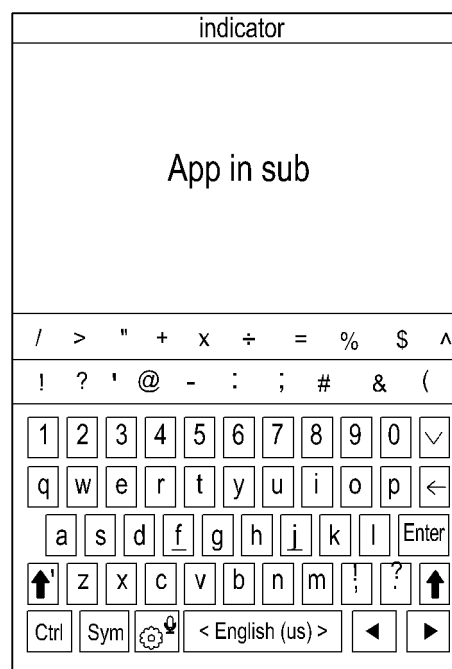 indicator
App in sub
/ > " + x ÷ = % $ ^
! ? ' @ - : ; # & (
1 2 3 4 5 6 7 8 9 0
q w e r t y u i o p ←
a s d f g h j k l Enter
z x c v b n m ! ?
Ctrl Sym < English (us) >